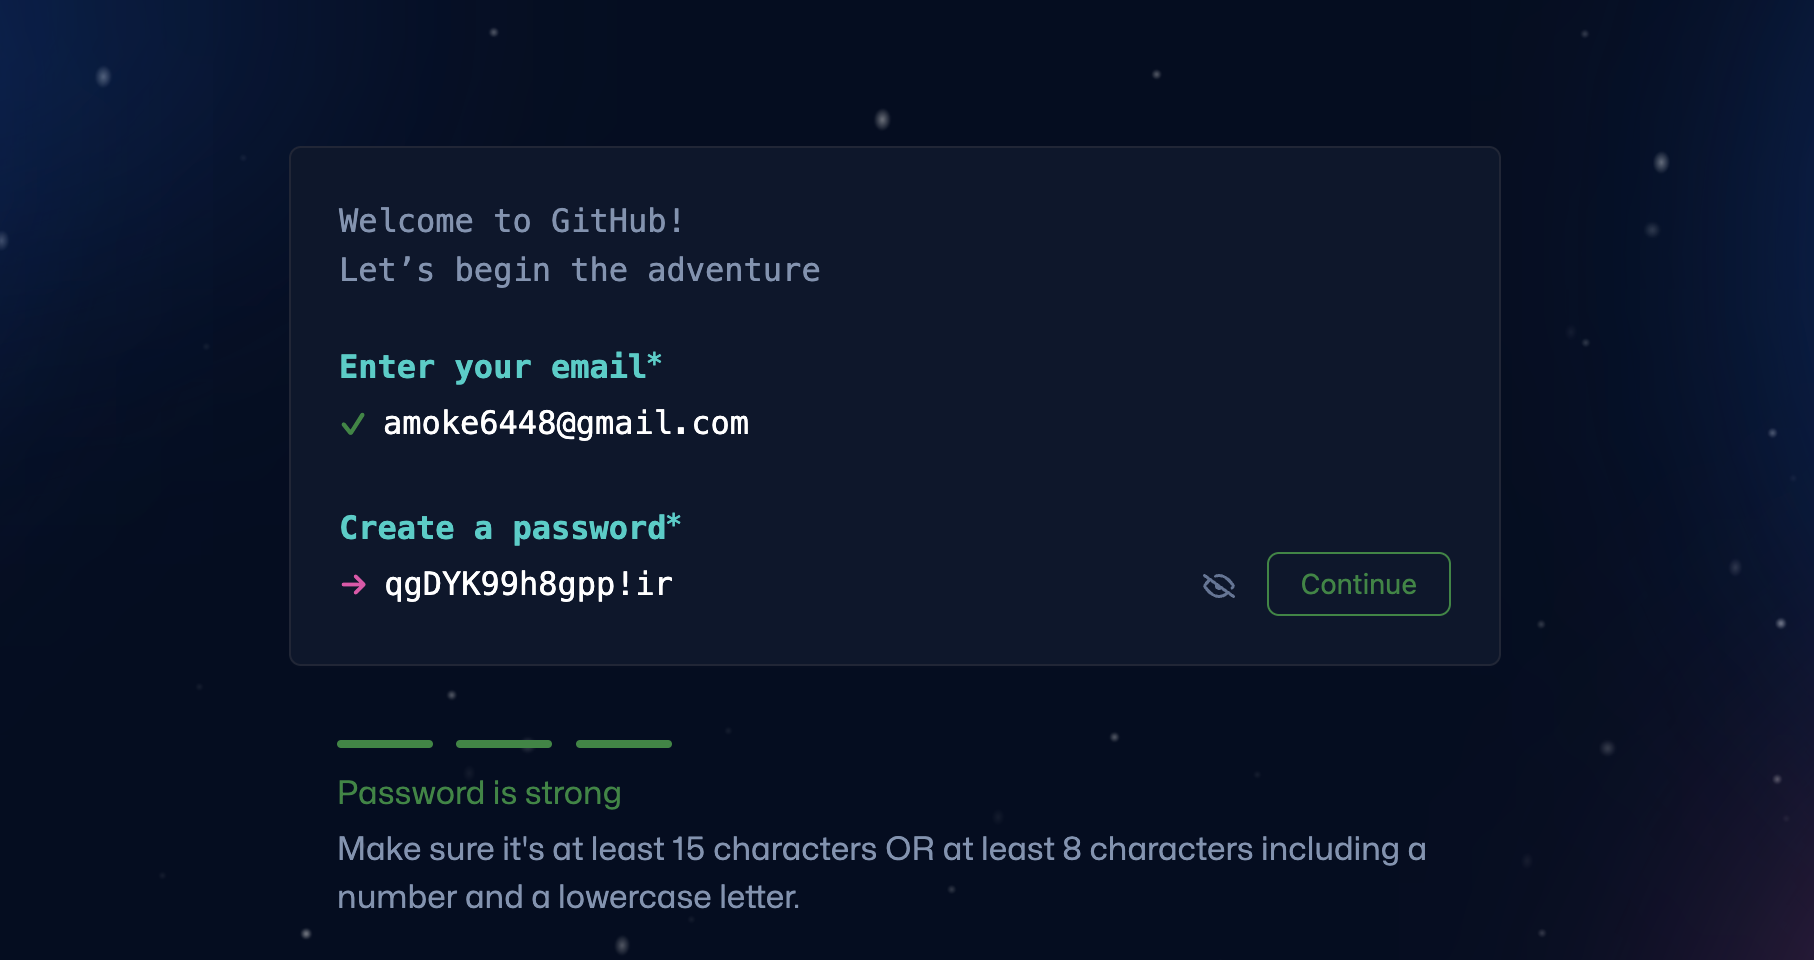 Welcome to GitHub!
Let’s begin the adventure
Enter your email*
amoke6448@gmail.com
Create a password*
qgDYK99h8gpp!ir
Continue
Password is strong
Make sure it's at least 15 characters OR at least 8 characters including a
number and a lowercase letter.